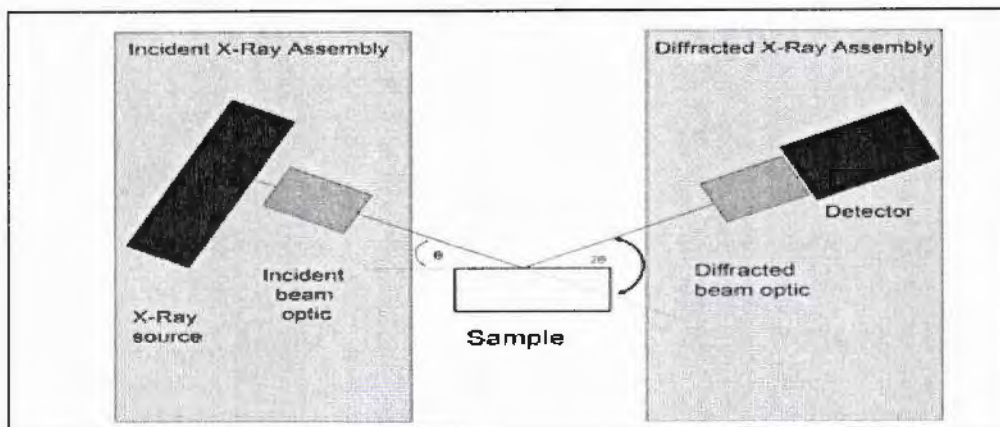 Incident X-Ray Assembly
Diffracted X-Ray Assembly
Detector
θ
2θ
Incident
beam
optic
Diffracted
beam optic
X-Ray
source
Sample